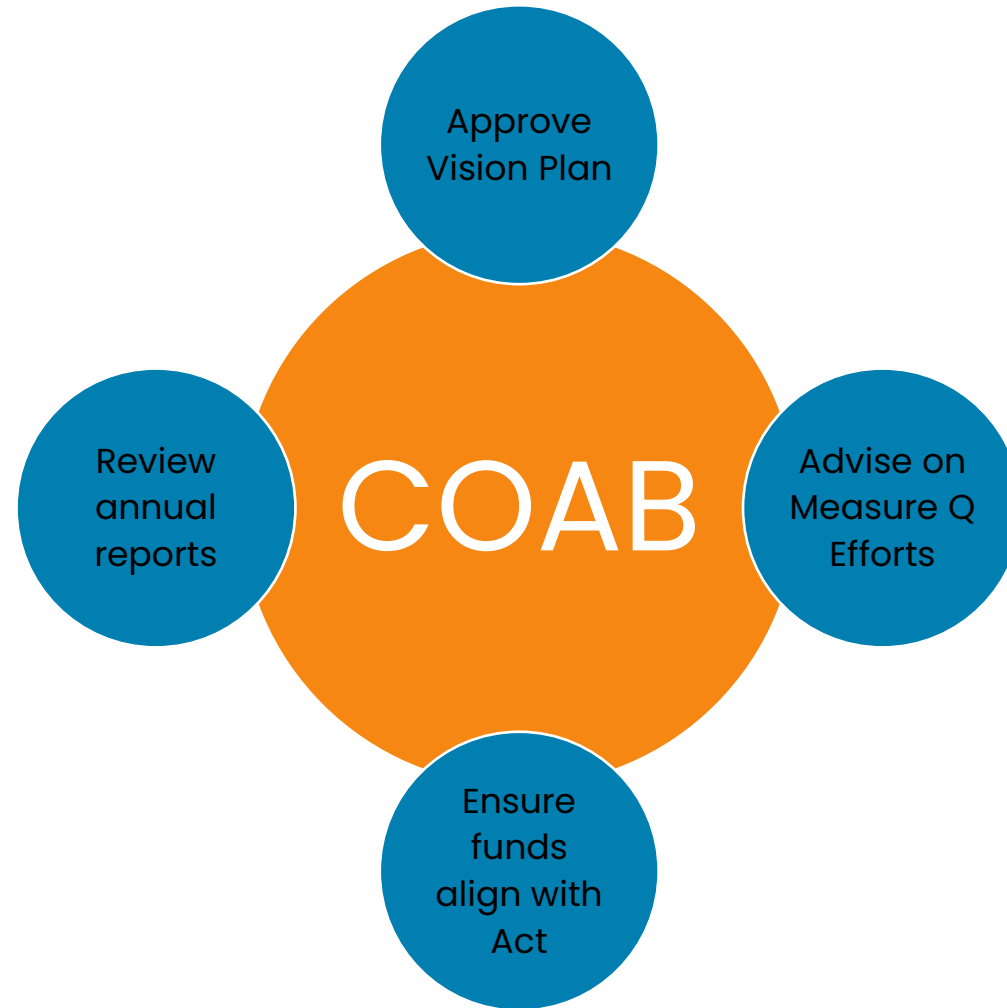 Approve
Vision Plan
Review
annual
reports
COAB
Advise on
Measure Q
Efforts
Ensure
funds
align with
Act